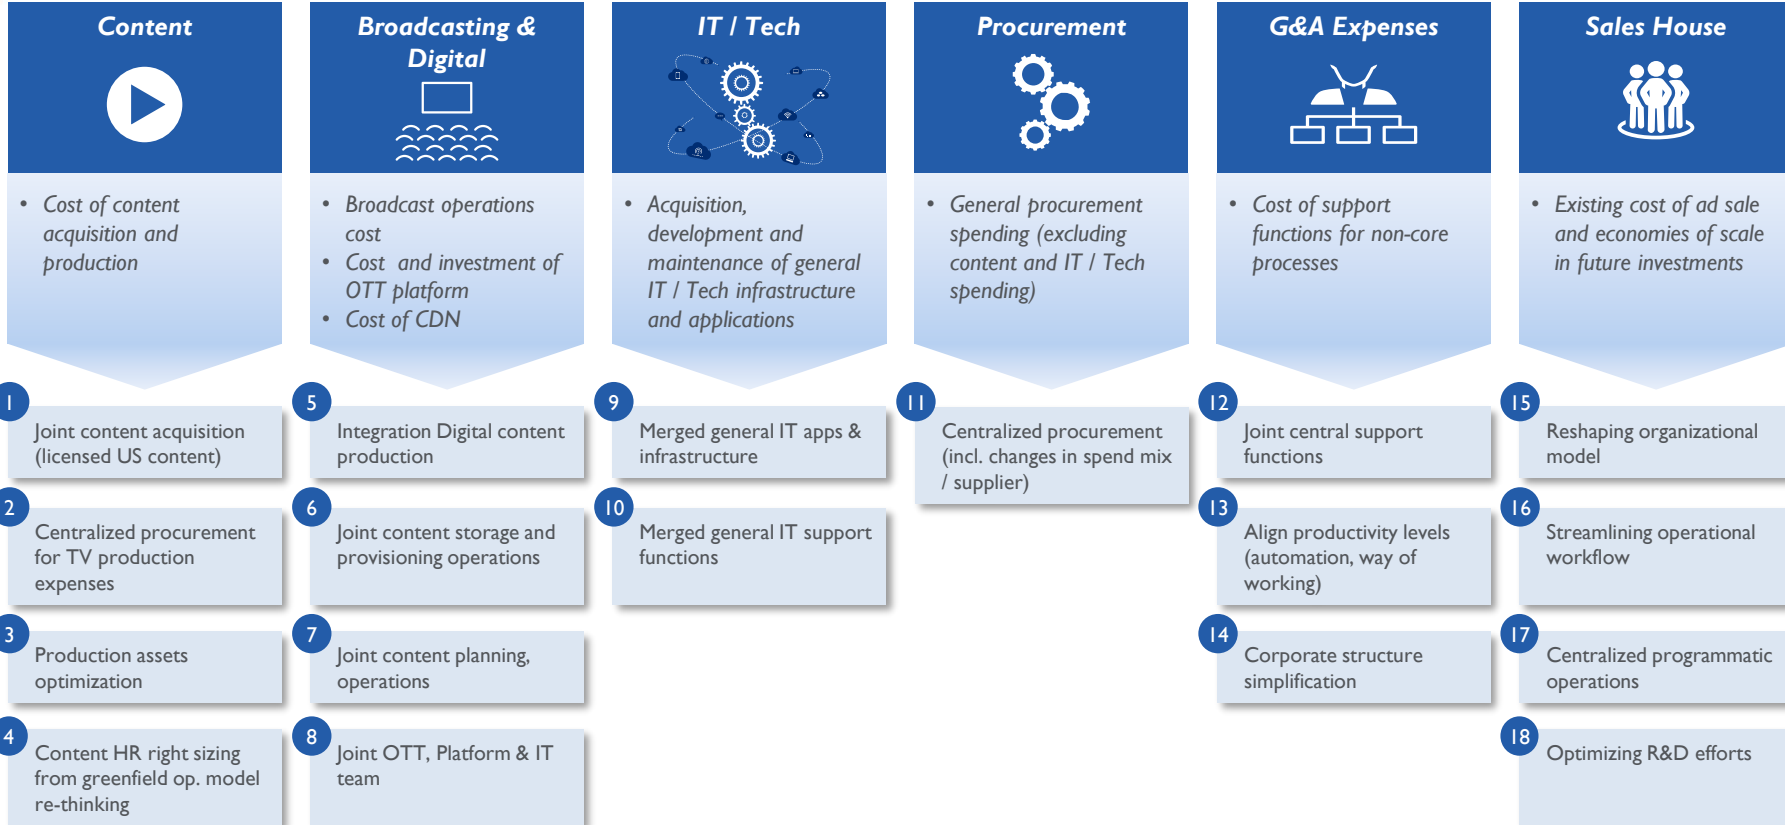 Content
• Cost of content
acquisition and
production
1
Joint content acquisition
(licensed US content)
2
Centralized procurement
for TV production
expenses
3
Production assets
optimization
4
Content HR right sizing
from greenfield op. model
re-thinking
Broadcasting &
Digital
• Broadcast operations
cost
• Cost and investment of
OTT platform
• Cost of CDN
5
Integration Digital content
production
6
Joint content storage and
provisioning operations
7
Joint content planning,
operations
8
Joint OTT, Platform & IT
team
IT / Tech
• Acquisition,
development and
maintenance of general
IT / Tech infrastructure
and applications
9
Merged general IT apps &
infrastructure
10
Merged general IT support
functions
Procurement
• General procurement
spending (excluding
content and IT / Tech
spending)
11
Centralized procurement
(incl. changes in spend mix
/ supplier)
G&A Expenses
• Cost of support
functions for non-core
processes
12
Joint central support
functions
13
Align productivity levels
(automation, way of
working)
14
Corporate structure
simplification
Sales House
• Existing cost of ad sale
and economies of scale
in future investments
15
Reshaping organizational
model
16
Streamlining operational
workflow
17
Centralized programmatic
operations
18
Optimizing R&D efforts